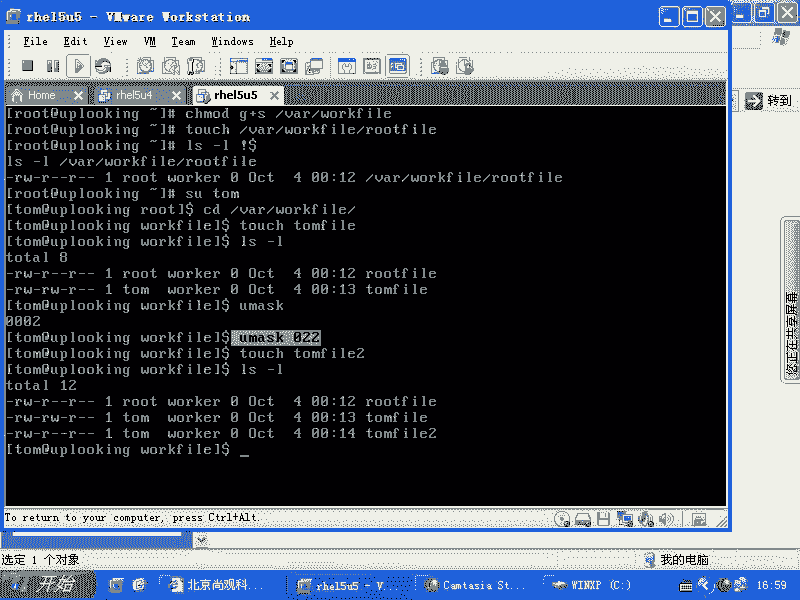 rhel5u5 - VMware Workstation
File Edit View VM Team Windows Help
Home rhel5u4 rhel5u5
转到
[root@uplooking ~]# chmod g+s /var/workfile
[root@uplooking ~]# touch /var/workfile/rootfile
[root@uplooking ~]# ls -l !$
ls -l /var/workfile/rootfile
-rw-r--r-- 1 root worker 0 Oct  4 00:12 /var/workfile/rootfile
[root@uplooking ~]# su tom
[tom@uplooking root]$ cd /var/workfile/
[tom@uplooking workfile]$ touch tomfile
[tom@uplooking workfile]$ ls -l
total 8
-rw-r--r-- 1 root worker 0 Oct  4 00:12 rootfile
-rw-rw-r-- 1 tom  worker 0 Oct  4 00:13 tomfile
[tom@uplooking workfile]$ umask
0002
[tom@uplooking workfile]$ umask 022
[tom@uplooking workfile]$ touch tomfile2
[tom@uplooking workfile]$ ls -l
total 12
-rw-r--r-- 1 root worker 0 Oct  4 00:12 rootfile
-rw-rw-r-- 1 tom  worker 0 Oct  4 00:13 tomfile
-rw-r--r-- 1 tom  worker 0 Oct  4 00:14 tomfile2
[tom@uplooking workfile]$ _
您正在共享屏幕
To return to your computer, press Ctrl+Alt.
选定 1 个对象
我的电脑
开始 北京尚观科... rhel5u5 - V... Camtasia St... WINXP (C:) 16:59